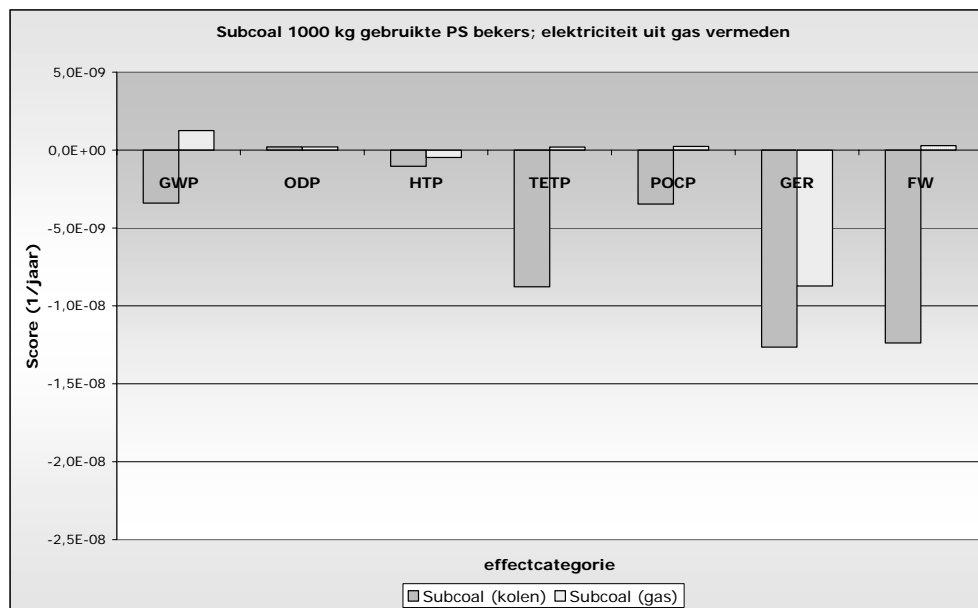 Subcoal 1000 kg gebruikte PS bekers; elektriciteit uit gas vermeden
5,0E-09
0,0E+00
GWP ODP HTP TETP POCP GER FW
-5,0E-09
-1,0E-08
-1,5E-08
-2,0E-08
-2,5E-08
Score (1/jaar)
effectcategorie
Subcoal (kolen) Subcoal (gas)